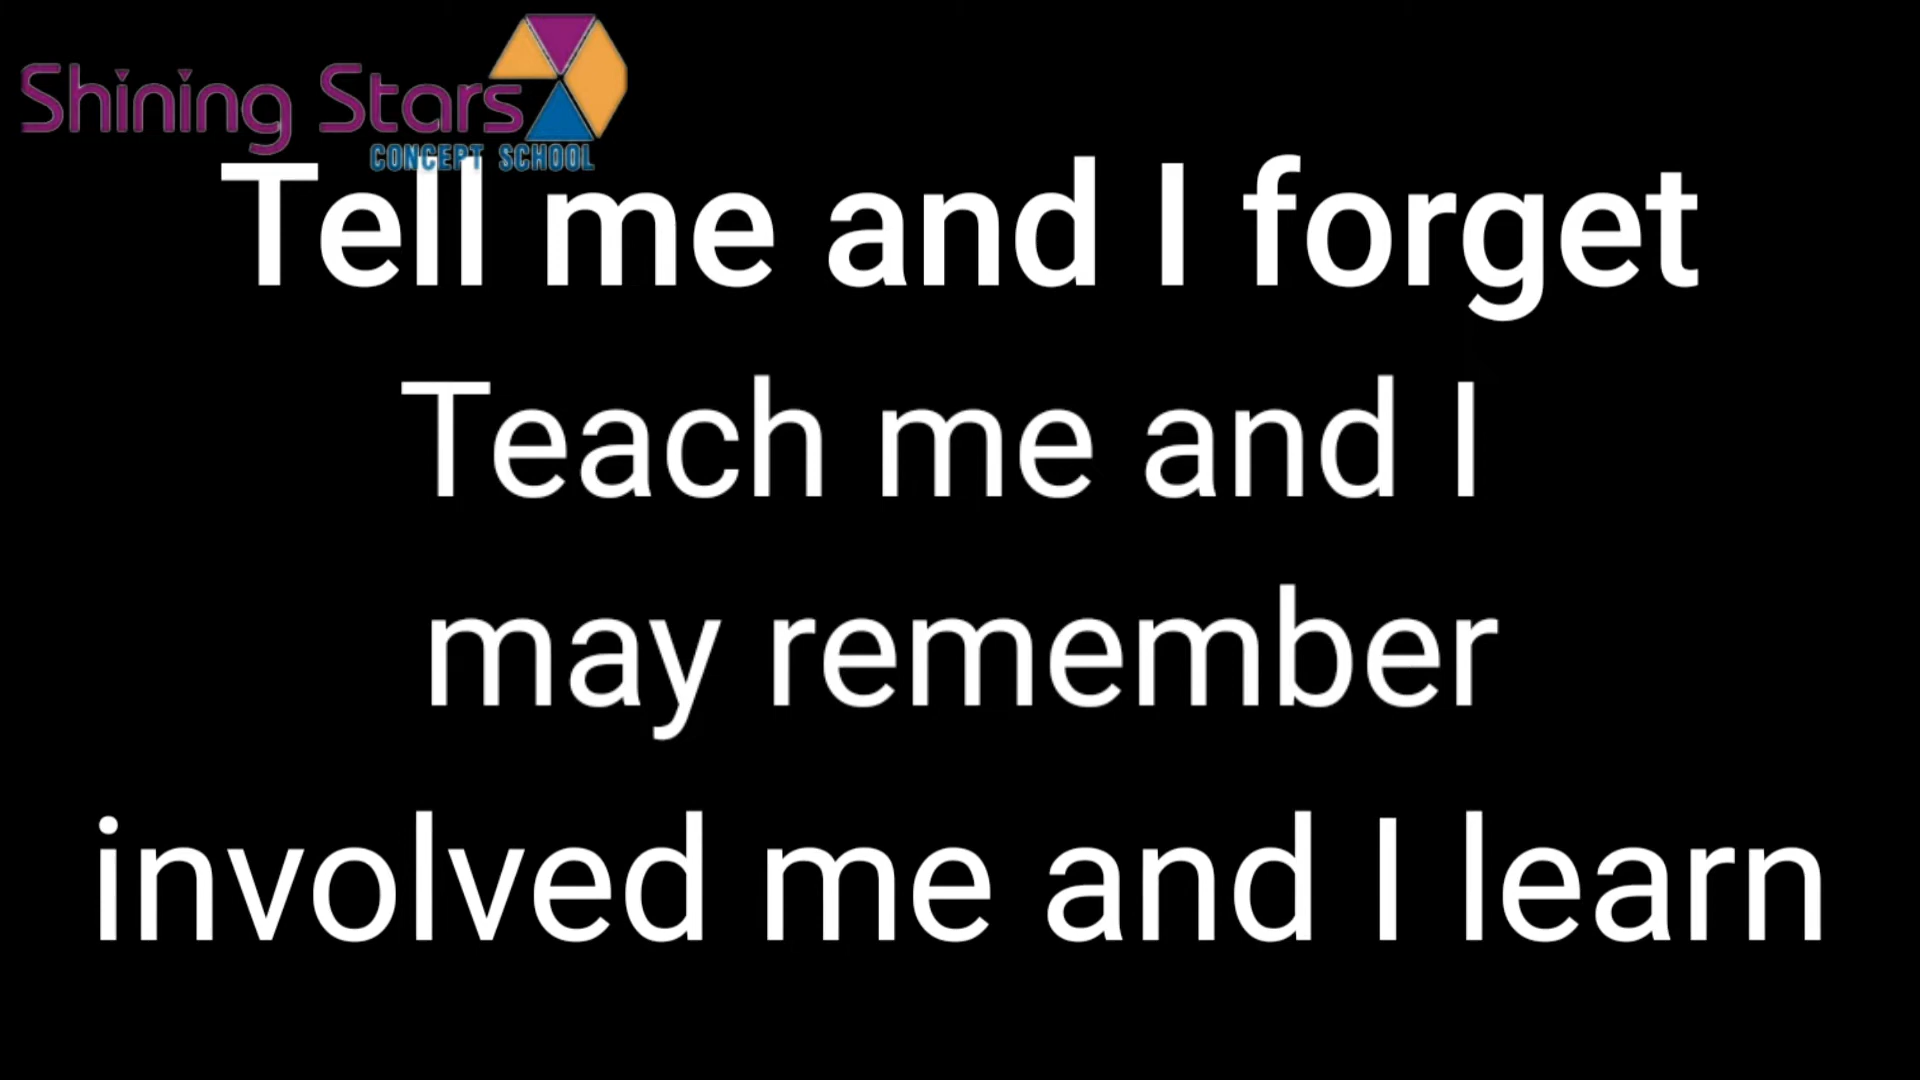 Shining Stars
CONCEPT SCHOOL
Tell me and I forget
Teach me and I
may remember
involved me and I learn